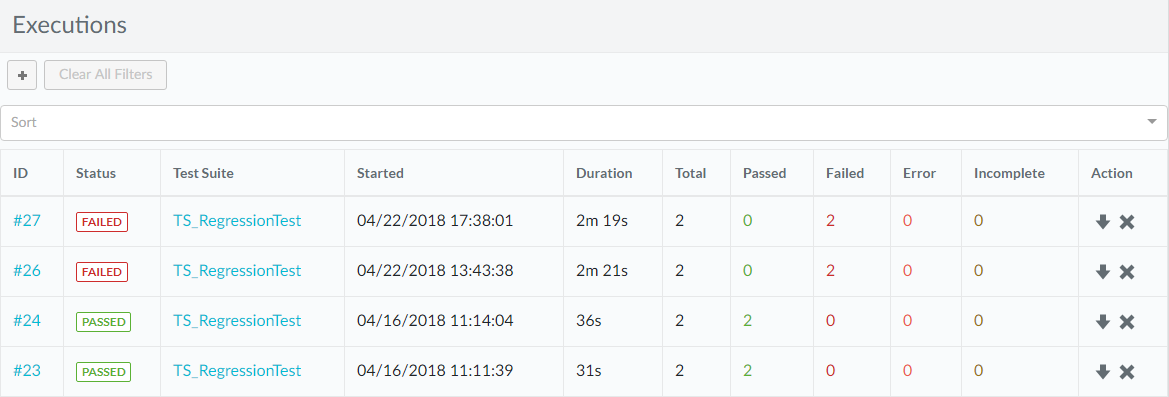 Executions
+ Clear All Filters
Sort
ID Status Test Suite Started Duration Total Passed Failed Error Incomplete Action
#27 FAILED TS_RegressionTest 04/22/2018 17:38:01 2m 19s 2 0 2 0 0
#26 FAILED TS_RegressionTest 04/22/2018 13:43:38 2m 21s 2 0 2 0 0
#24 PASSED TS_RegressionTest 04/16/2018 11:14:04 36s 2 2 0 0 0
#23 PASSED TS_RegressionTest 04/16/2018 11:11:39 31s 2 2 0 0 0